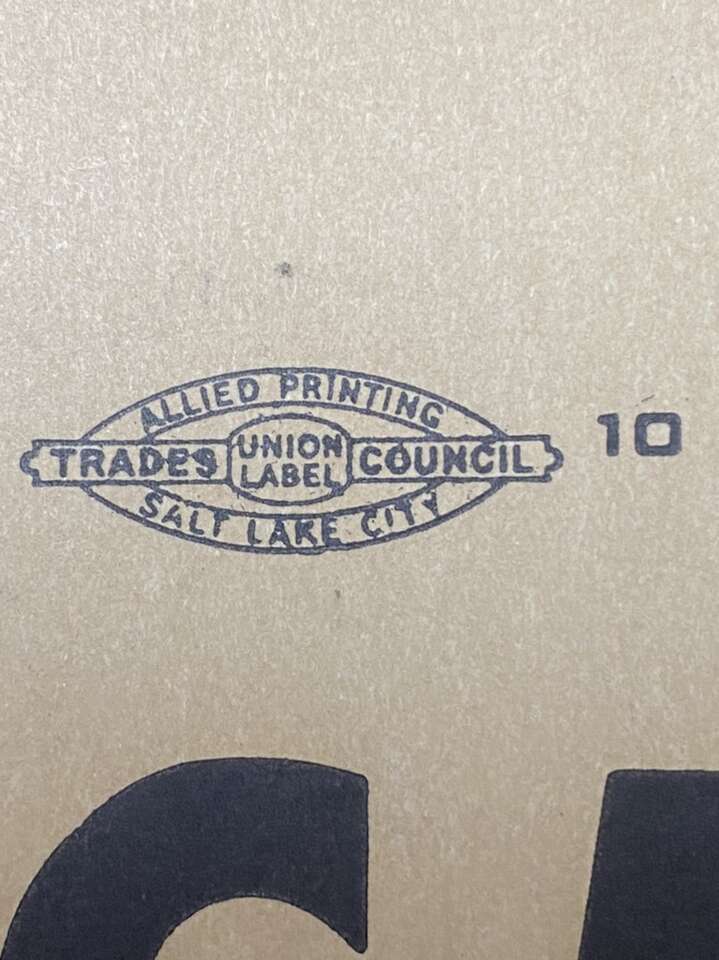 ALLIED PRINTING
TRADES UNION LABEL COUNCIL
SALT LAKE CITY
10